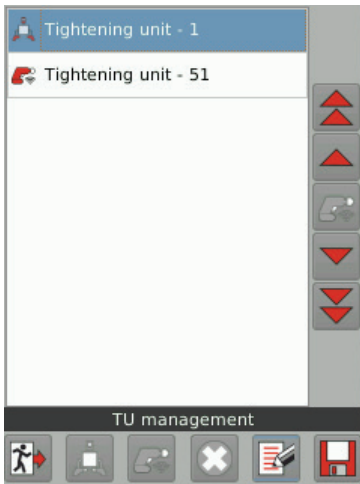 Tightening unit - 1
Tightening unit - 51
TU management